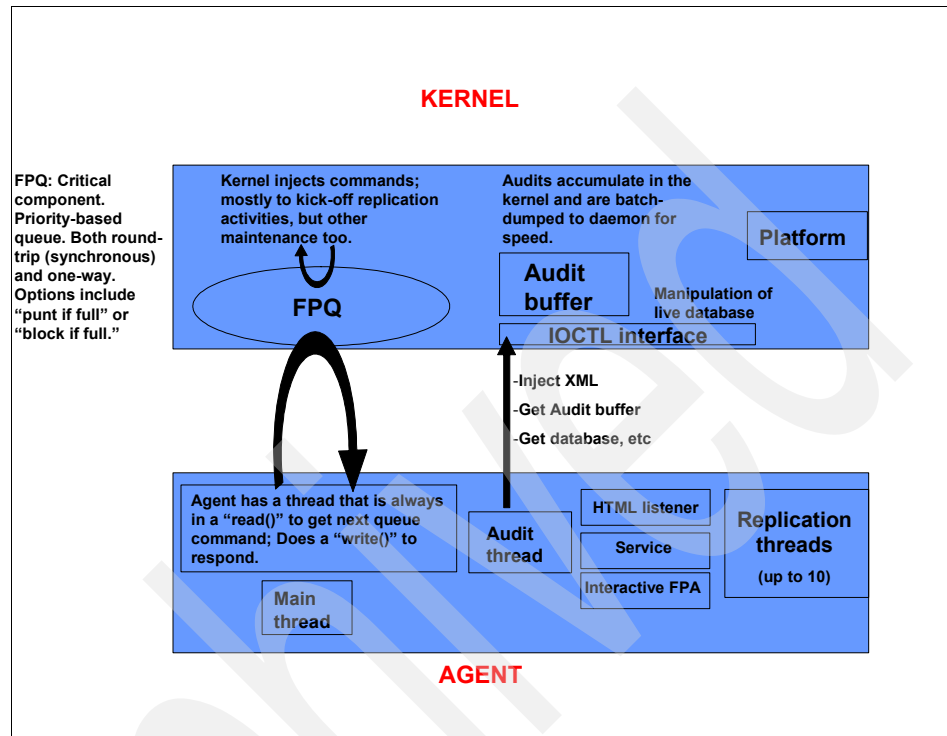 KERNEL
FPQ: Critical
component.
Priority-based
queue. Both round-
trip (synchronous)
and one-way.
Options include
“punt if full” or
“block if full.”
Kernel injects commands;
mostly to kick-off replication
activities, but other
maintenance too.
FPQ
Audits accumulate in the
kernel and are batch-
dumped to daemon for
speed.
Platform
Audit
buffer
Manipulation of
live database
IOCTL interface
-Inject XML
-Get Audit buffer
-Get database, etc
Agent has a thread that is always
in a “read()” to get next queue
command; Does a “write()” to
respond.
Main
thread
Audit
thread
HTML listener
Service
Interactive FPA
Replication
threads
(up to 10)
AGENT